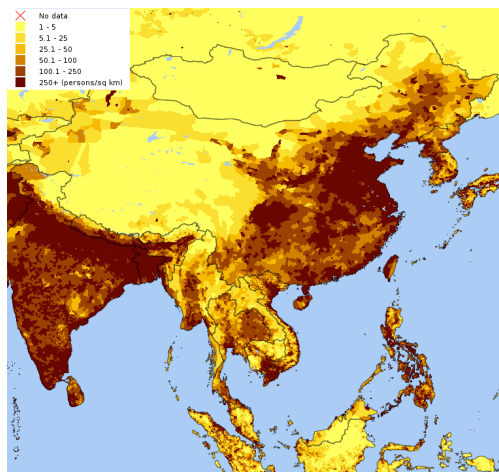 No data
1 - 5
5.1 - 25
25.1 - 50
50.1 - 100
100.1 - 250
250+ (persons/sq km)